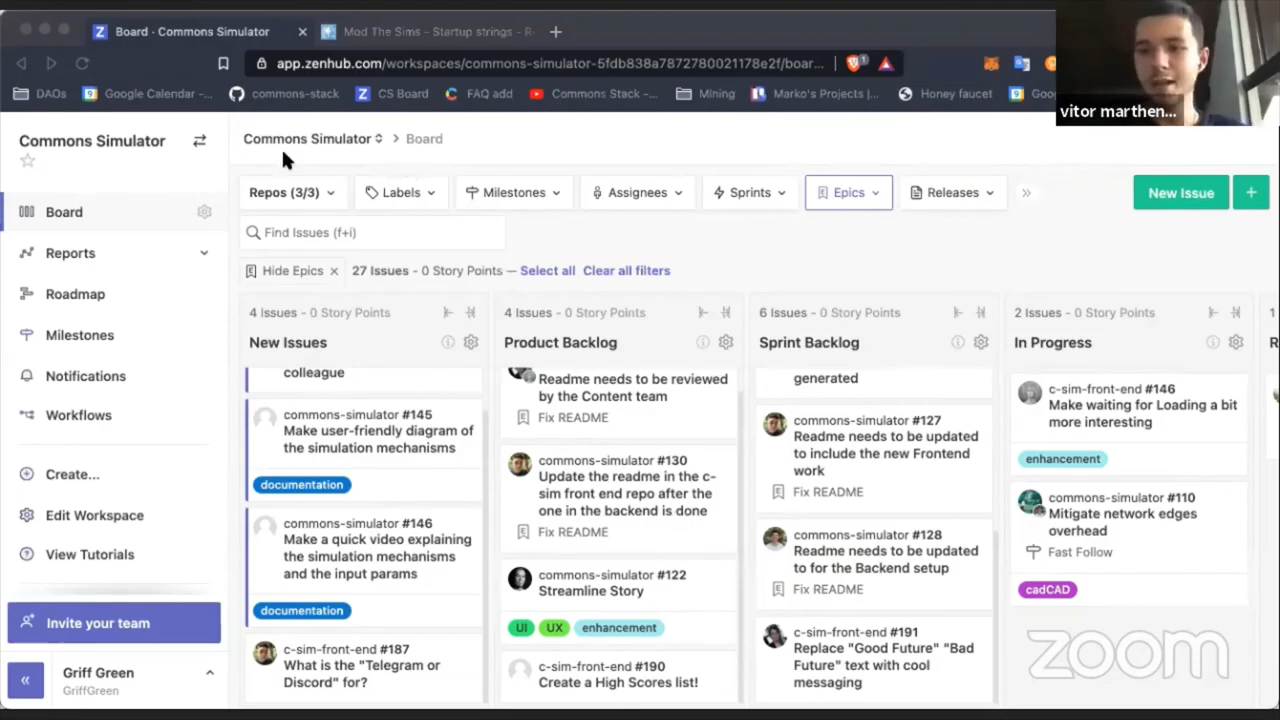 Board · Commons Simulator
Mod The Sims - Startup strings - R
app.zenhub.com/workspaces/commons-simulator-5fdb838a7872780021178e2f/boar...
1
DAOs
Google Calendar -...
commons-stack
CS Board
FAQ add
Commons Stack -...
Mining
Marko's Projects |...
Honey faucet
Goo
vitor marthen...
Commons Simulator
Commons Simulator > Board
Repos (3/3)
Labels
Milestones
Assignees
Sprints
Epics
Releases
New Issue
+
Find Issues (f+i)
Hide Epics × 27 Issues - 0 Story Points — Select all Clear all filters
Board
Reports
Roadmap
Milestones
Notifications
Workflows
Create...
Edit Workspace
View Tutorials
Invite your team
Griff Green
GriffGreen
4 Issues - 0 Story Points
New Issues
colleague
commons-simulator #145
Make user-friendly diagram of
the simulation mechanisms
documentation
commons-simulator #146
Make a quick video explaining
the simulation mechanisms
and the input params
documentation
c-sim-front-end #187
What is the "Telegram or
Discord" for?
4 Issues - 0 Story Points
Product Backlog
Readme needs to be reviewed
by the Content team
Fix README
commons-simulator #130
Update the readme in the c-
sim front end repo after the
one in the backend is done
Fix README
commons-simulator #122
Streamline Story
UI UX enhancement
c-sim-front-end #190
Create a High Scores list!
6 Issues - 0 Story Points
Sprint Backlog
generated
commons-simulator #127
Readme needs to be updated
to include the new Frontend
work
Fix README
commons-simulator #128
Readme needs to be updated
to for the Backend setup
Fix README
c-sim-front-end #191
Replace "Good Future" "Bad
Future" text with cool
messaging
2 Issues - 0 Story Points
In Progress
c-sim-front-end #146
Make waiting for Loading a bit
more interesting
enhancement
commons-simulator #110
Mitigate network edges
overhead
Fast Follow
cadCAD
1
R
zoom